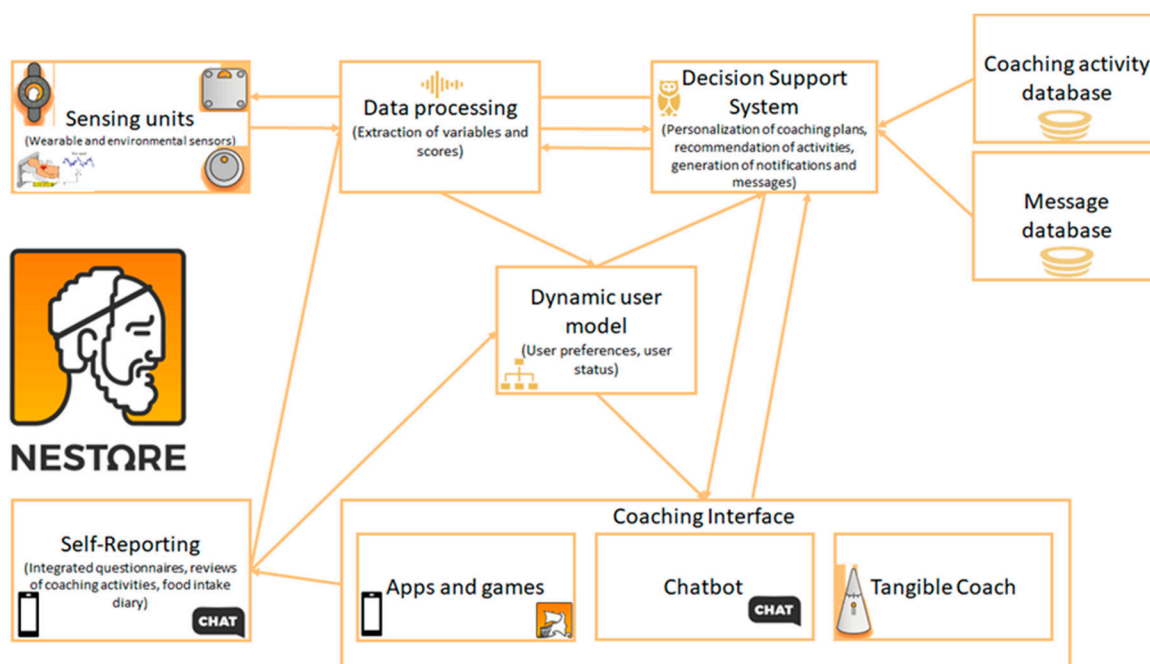 Sensing units
(Wearable and environmental sensors)
Data processing
(Extraction of variables and
scores)
Decision Support
System
(Personalization of coaching plans,
recommendation of activities,
generation of notifications and
messages)
Coaching activity
database
Message
database
Dynamic user
model
(User preferences, user
status)
NESTΩRE
Self-Reporting
(Integrated questionnaires, reviews
of coaching activities, food intake
diary)
CHAT
Coaching Interface
Apps and games
Chatbot
CHAT
Tangible Coach